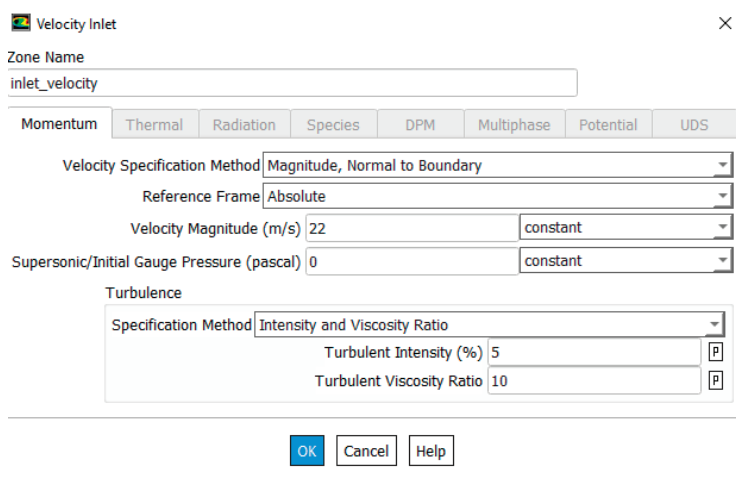 Velocity Inlet
Zone Name
inlet_velocity
Momentum Thermal Radiation Species DPM Multiphase Potential UDS
Velocity Specification Method Magnitude, Normal to Boundary
Reference Frame Absolute
Velocity Magnitude (m/s) 22 constant
Supersonic/Initial Gauge Pressure (pascal) 0 constant
Turbulence
Specification Method Intensity and Viscosity Ratio
Turbulent Intensity (%) 5 P
Turbulent Viscosity Ratio 10 P
OK Cancel Help